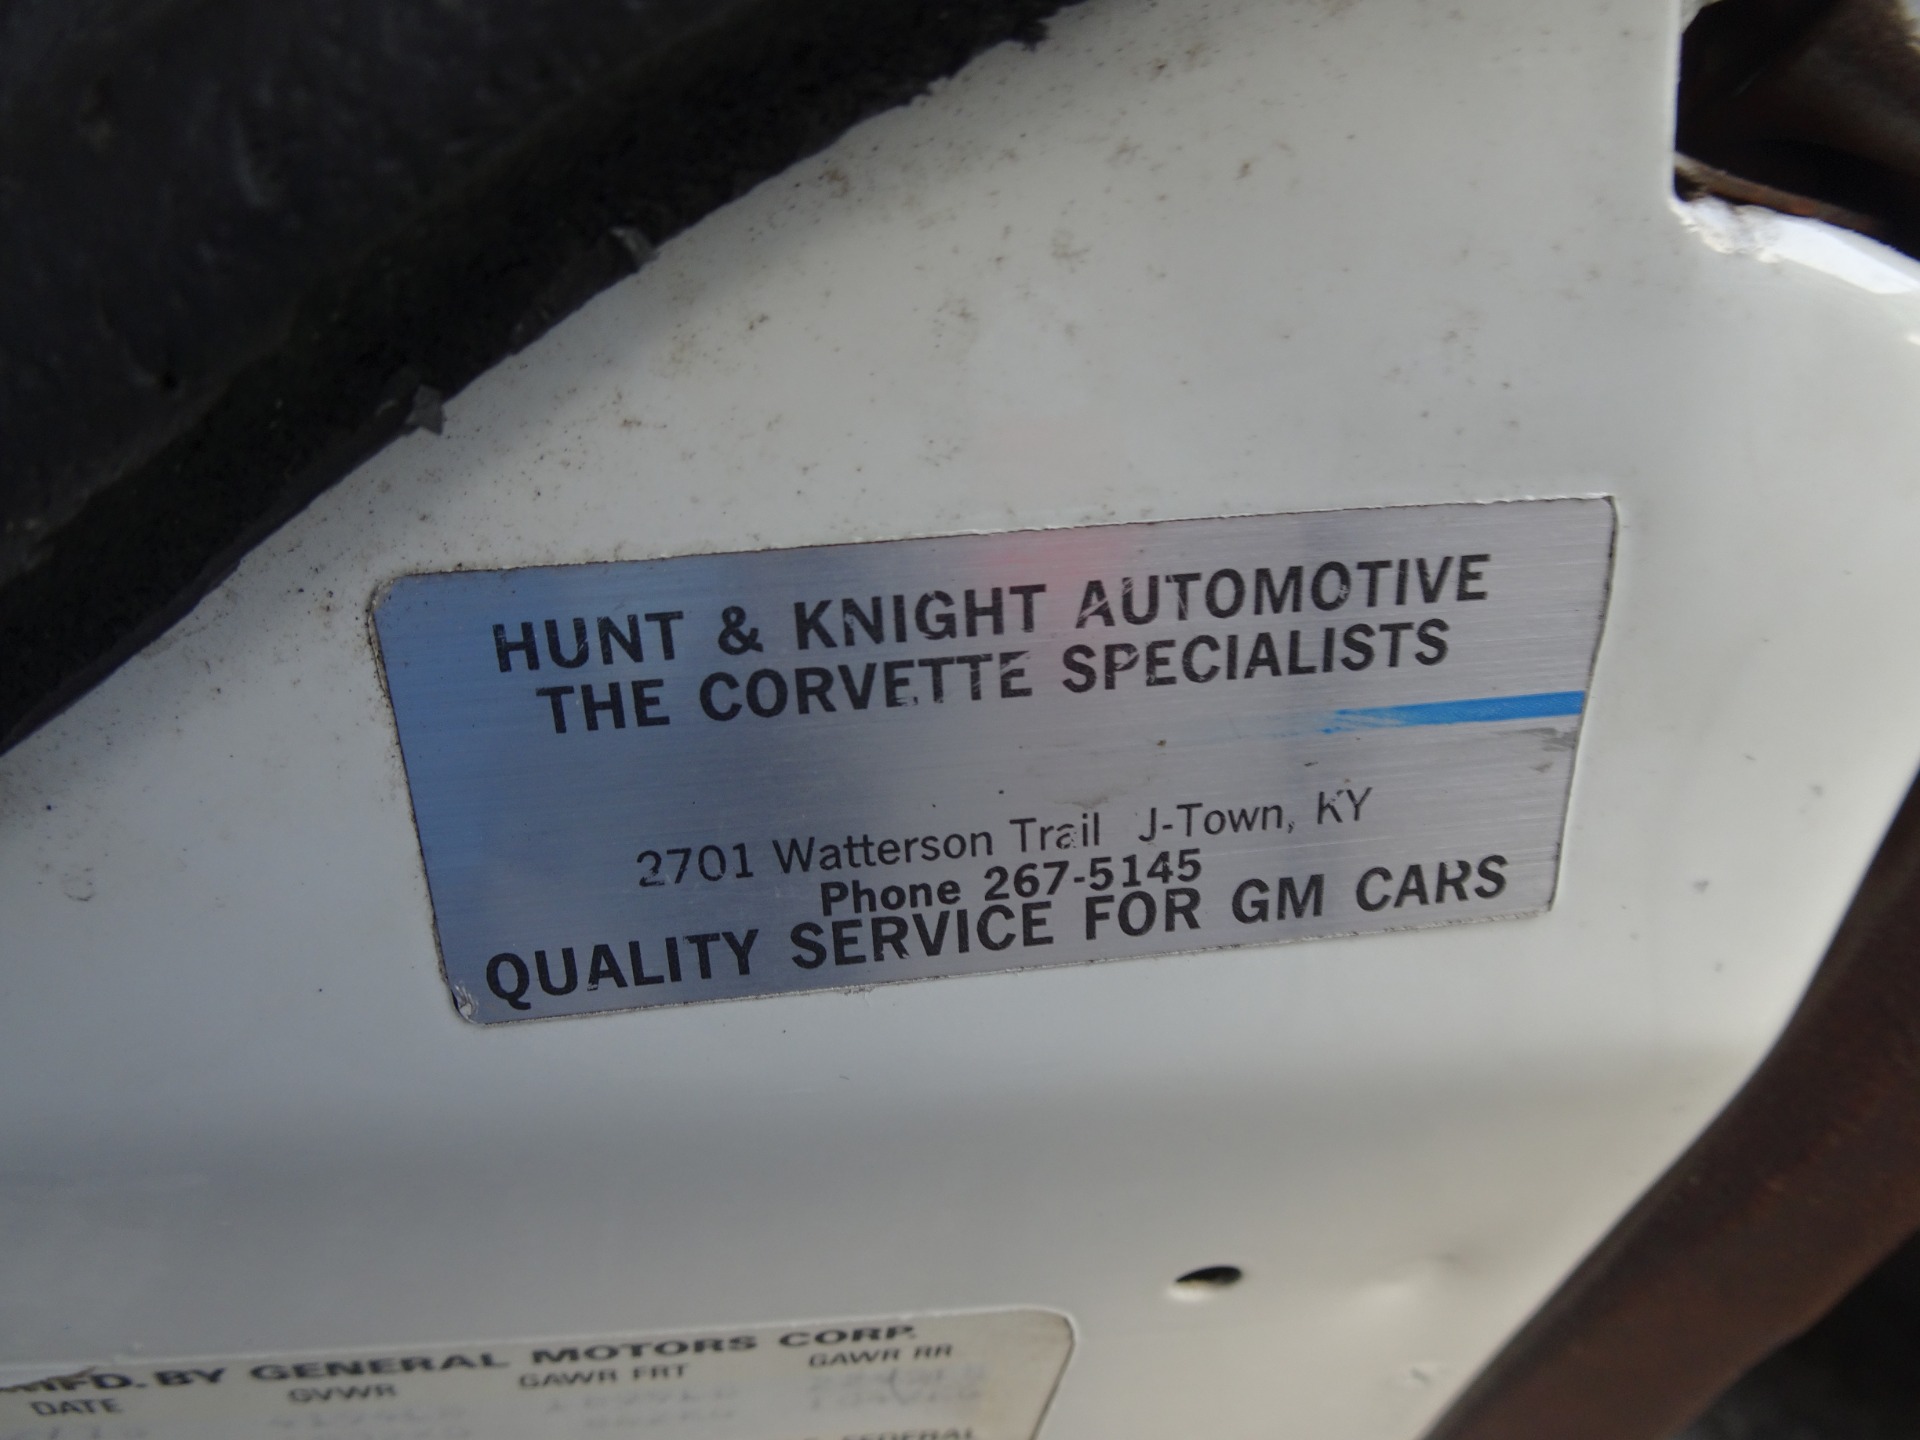 HUNT & KNIGHT AUTOMOTIVE
THE CORVETTE SPECIALISTS
2701 Watterson Trail J-Town, KY
Phone 267-5145
QUALITY SERVICE FOR GM CARS
MFD. BY GENERAL MOTORS CORP.
DATE GVWR GAWR FRT GAWR RR
FEDERAL